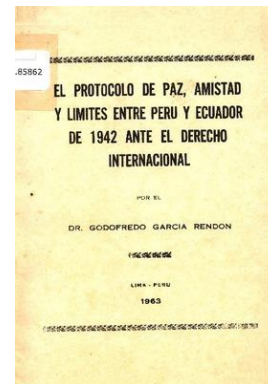 .85862
EL PROTOCOLO DE PAZ, AMISTAD
Y LIMITES ENTRE PERU Y ECUADOR
DE 1942 ANTE EL DERECHO
INTERNACIONAL
POR EL
DR. GODOFREDO GARCIA RENDON
LIMA - PERU
1963